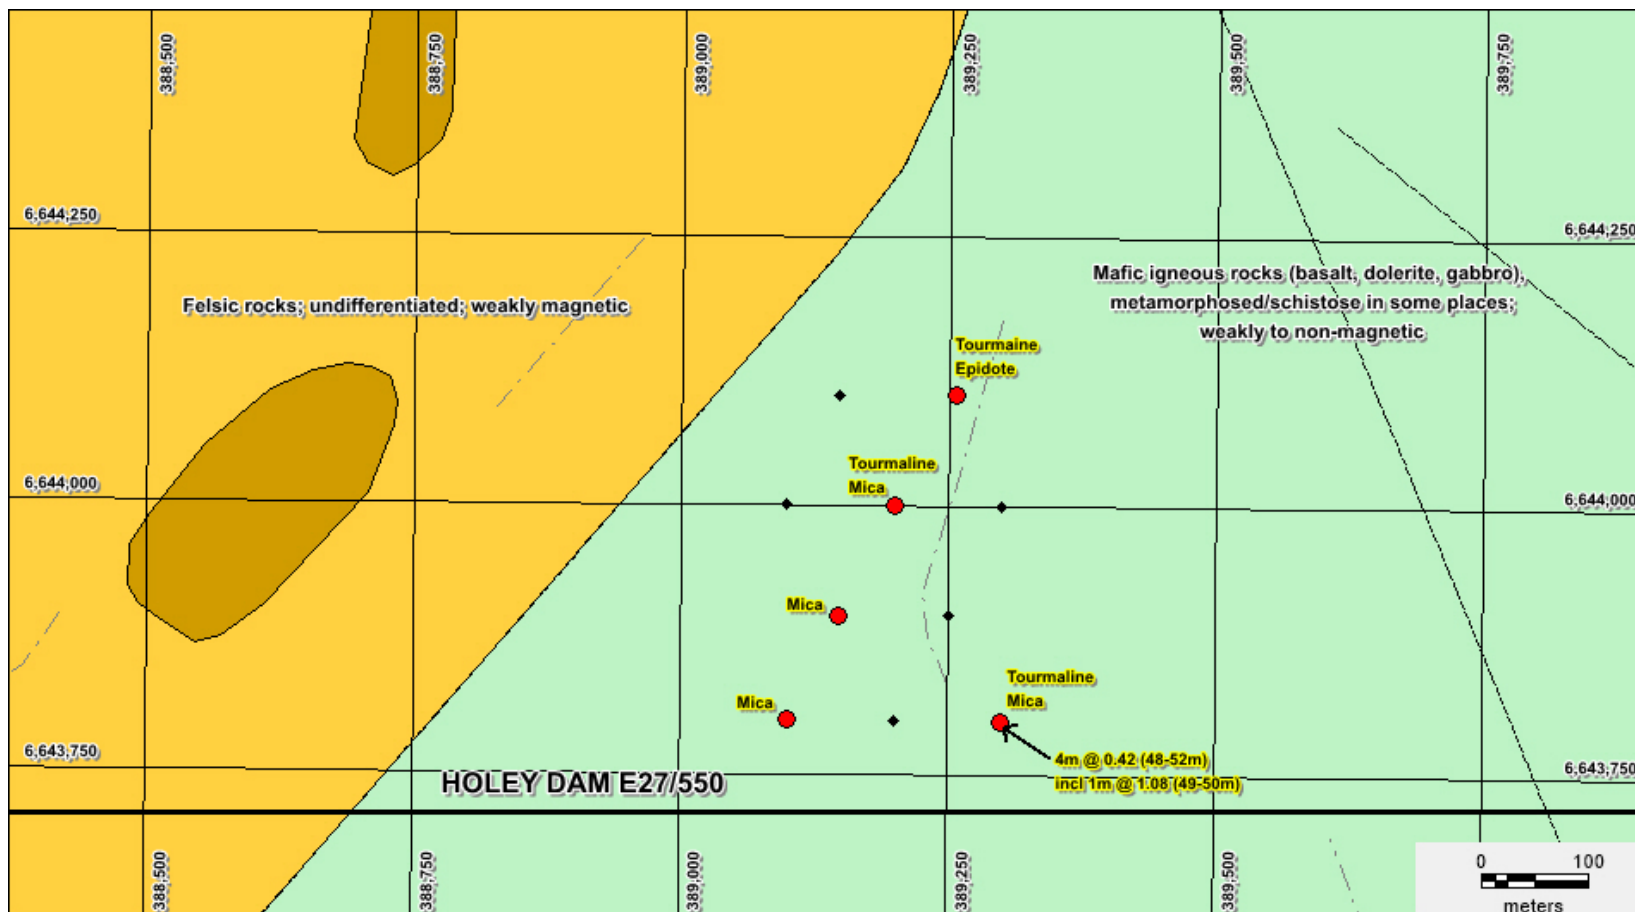 388,500
388,750
389,000
389,250
389,500
389,750
6,644,250
6,644,250
Felsic rocks; undifferentiated; weakly magnetic
Mafic igneous rocks (basalt, dolerite, gabbro),
metamorphosed/schistose in some places;
weakly to non-magnetic
Tourmaine
Epidote
Tourmaline
Mica
6,644,000
6,644,000
Mica
Tourmaline
Mica
Mica
4m @ 0.42 (48-52m)
incl 1m @ 1.08 (49-50m)
6,643,750
6,643,750
HOLEY DAM E27/550
388,500
388,750
389,000
389,250
389,500
0 100
meters